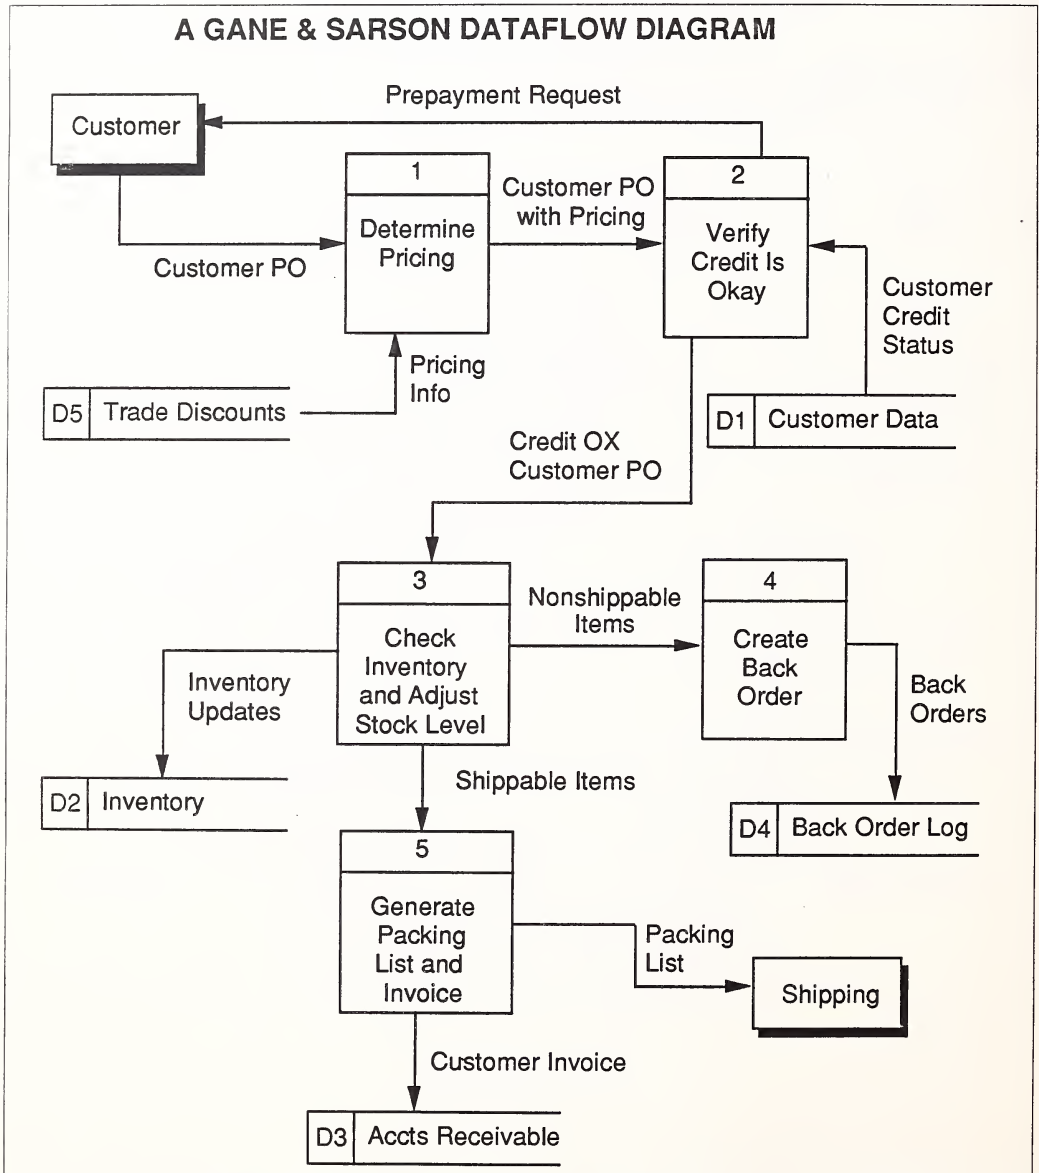 A GANE & SARSON DATAFLOW DIAGRAM
Prepayment Request
Customer
1
Determine
Pricing
Customer PO
with Pricing
2
Verify
Credit Is
Okay
Customer PO
Customer
Credit
Status
Pricing
Info
D5 Trade Discounts
D1 Customer Data
Credit OX
Customer PO
3
Check
Inventory
and Adjust
Stock Level
Nonshippable
Items
4
Create
Back
Order
Inventory
Updates
Back
Orders
Shippable Items
D2 Inventory
D4 Back Order Log
5
Generate
Packing
List and
Invoice
Packing
List
Shipping
Customer Invoice
D3 Accts Receivable